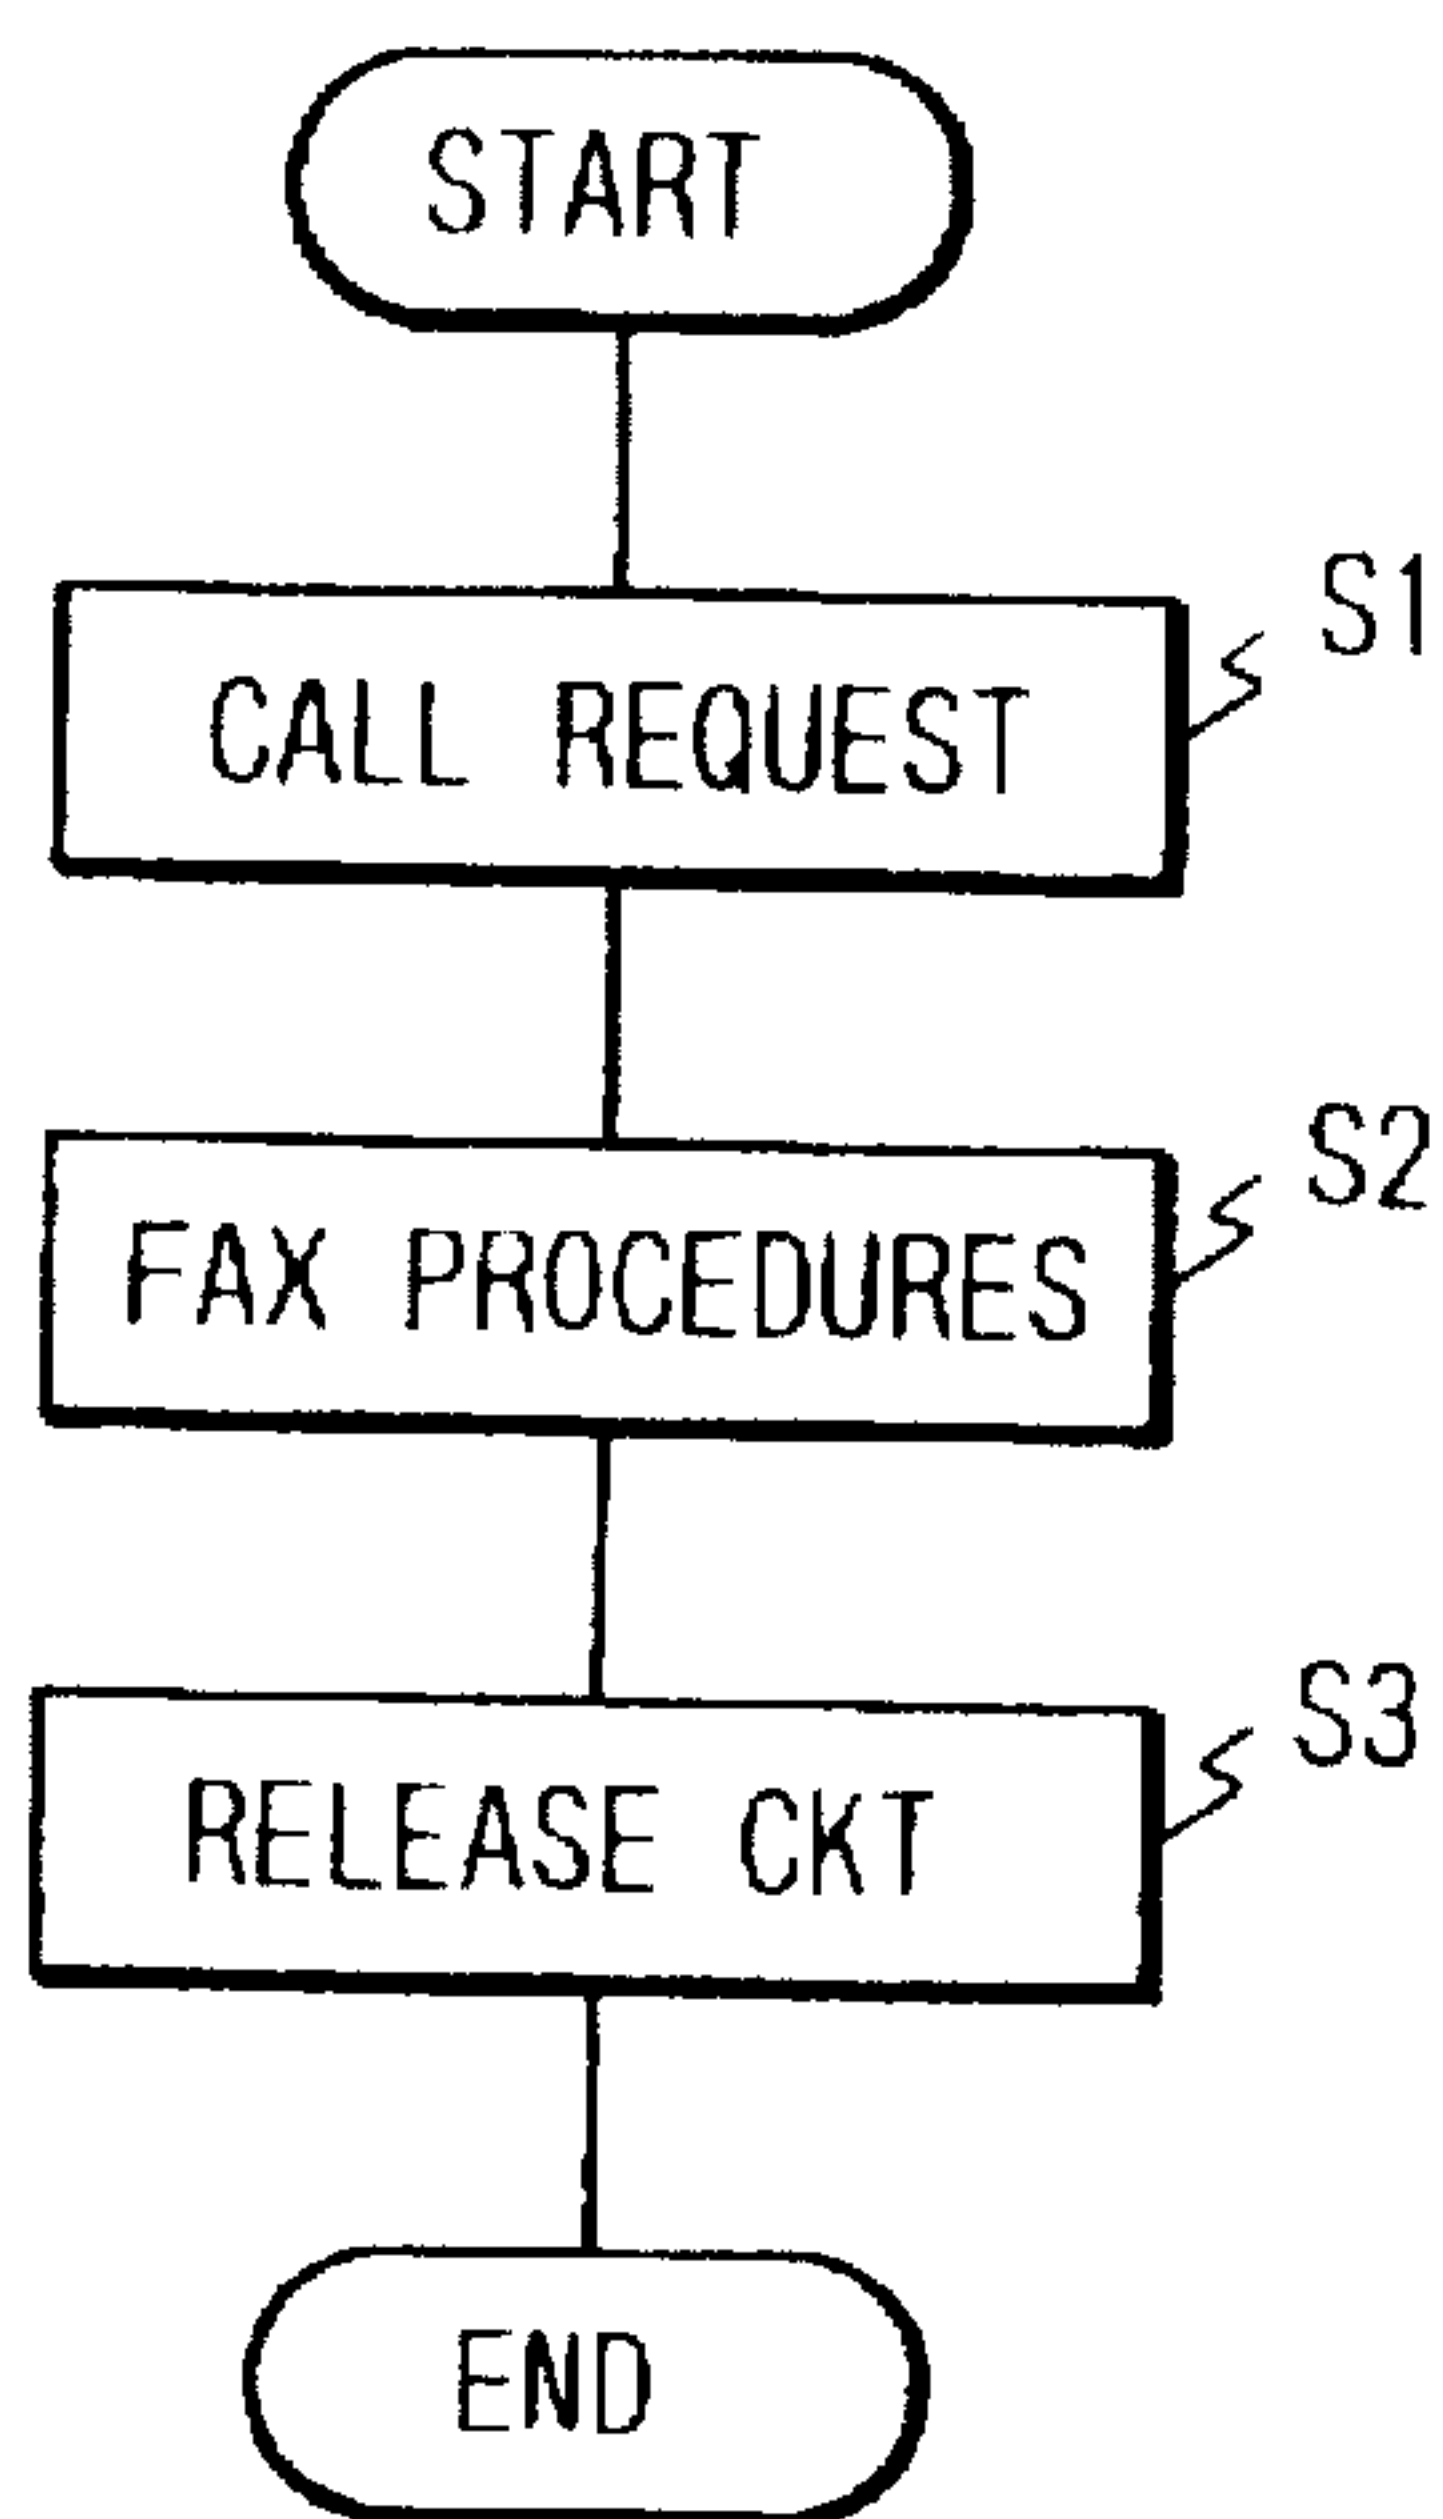 START
S1
CALL REQUEST
S2
FAX PROCEDURES
S3
RELEASE CKT
END